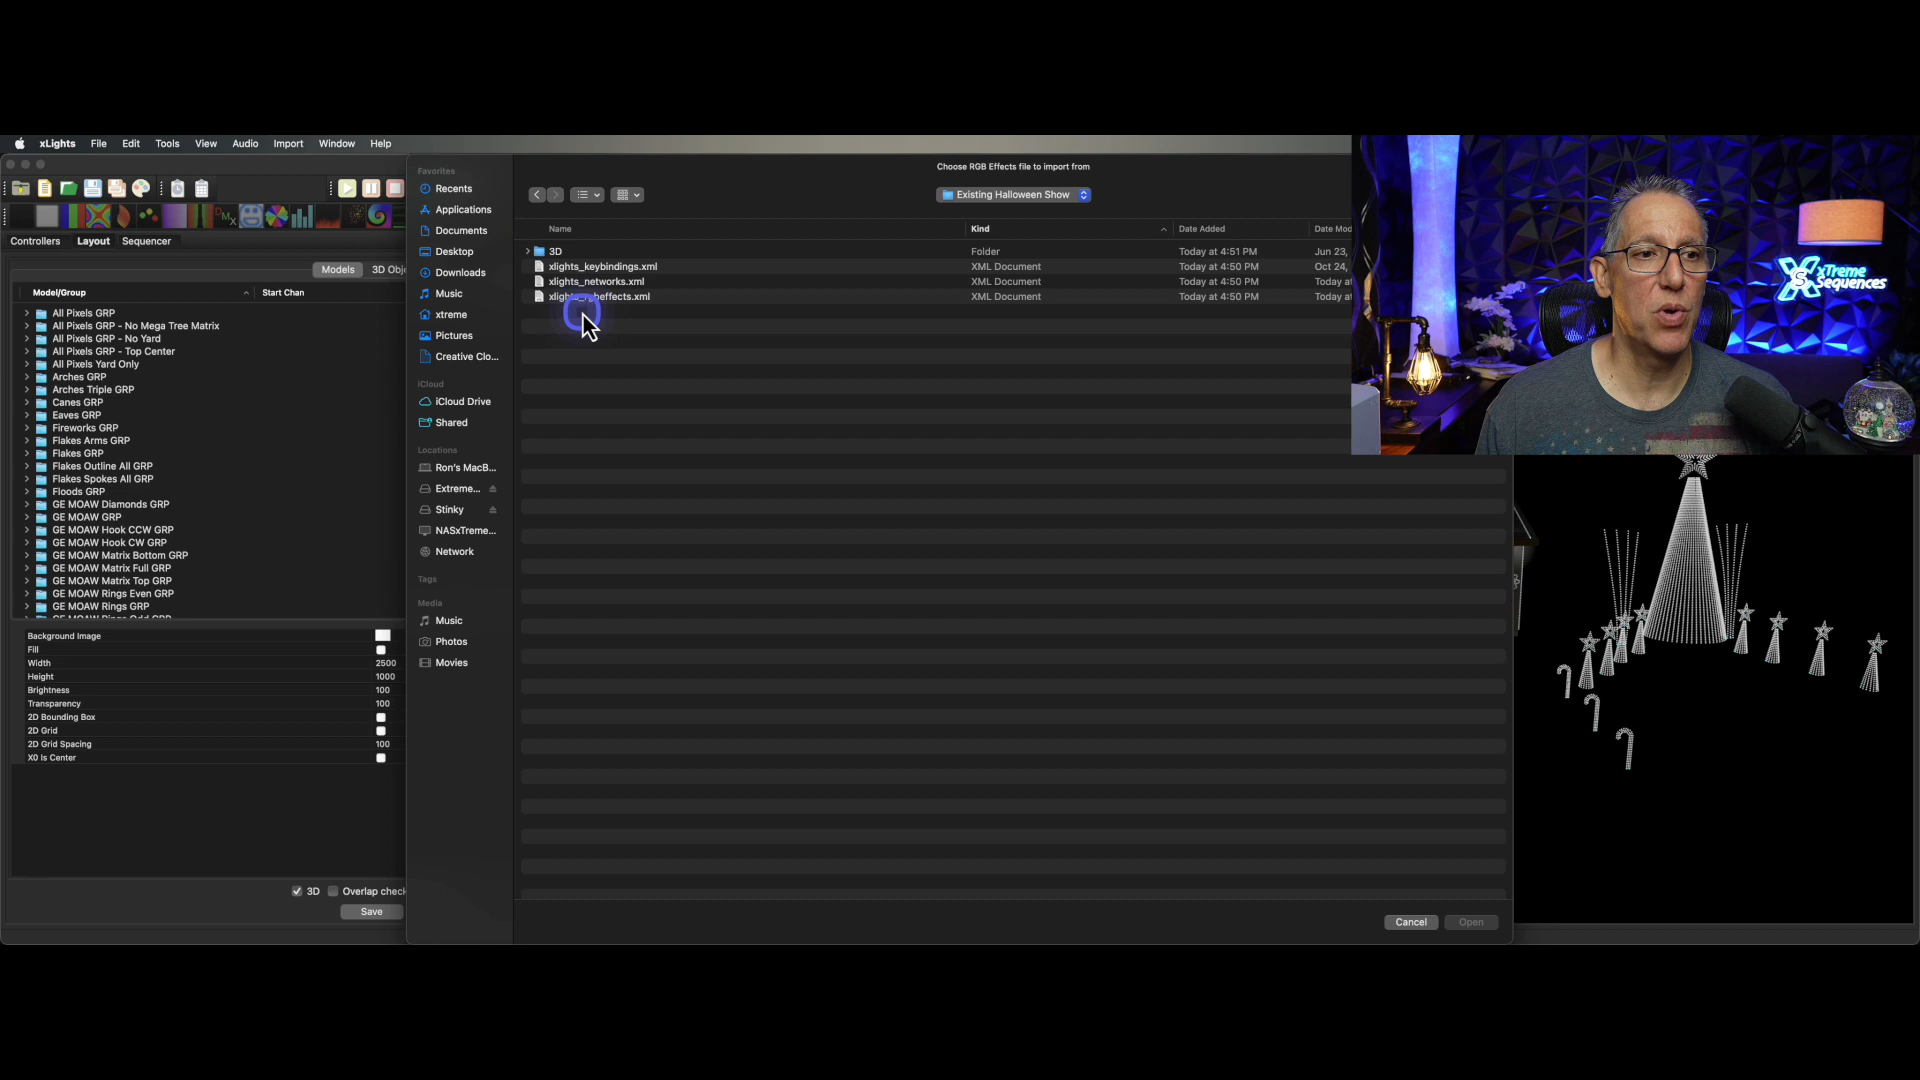 xLights File Edit Tools View Audio Import Window Help
Controllers Layout Sequencer
Models 3D Obje
Model/Group Start Chan
All Pixels GRP
All Pixels GRP - No Mega Tree Matrix
All Pixels GRP - No Yard
All Pixels GRP - Top Center
All Pixels Yard Only
Arches GRP
Arches Triple GRP
Canes GRP
Eaves GRP
Fireworks GRP
Flakes Arms GRP
Flakes GRP
Flakes Outline All GRP
Flakes Spokes All GRP
Floods GRP
GE MOAW Diamonds GRP
GE MOAW GRP
GE MOAW Hook CCW GRP
GE MOAW Hook CW GRP
GE MOAW Matrix Bottom GRP
GE MOAW Matrix Full GRP
GE MOAW Matrix Top GRP
GE MOAW Rings Even GRP
GE MOAW Rings GRP
Background Image
Fill
Width 2500
Height 1000
Brightness 100
Transparency 100
2D Bounding Box
2D Grid
2D Grid Spacing 100
X0 Is Center
3D Overlap check
Save
Favorites
Recents
Applications
Documents
Desktop
Downloads
Music
xtreme
Pictures
Creative Clo...
iCloud
iCloud Drive
Shared
Locations
Ron's MacB...
Extreme...
Stinky
NASxTreme...
Network
Tags
Media
Music
Photos
Movies
Choose RGB Effects file to import from
Existing Halloween Show
Name Kind Date Added Date Mod
3D Folder Today at 4:51 PM Jun 23,
xlights_keybindings.xml XML Document Today at 4:50 PM Oct 24,
xlights_networks.xml XML Document Today at 4:50 PM Today at
xlights_rgbeffects.xml XML Document Today at 4:50 PM Today at
Cancel Open
xTreme
Sequences